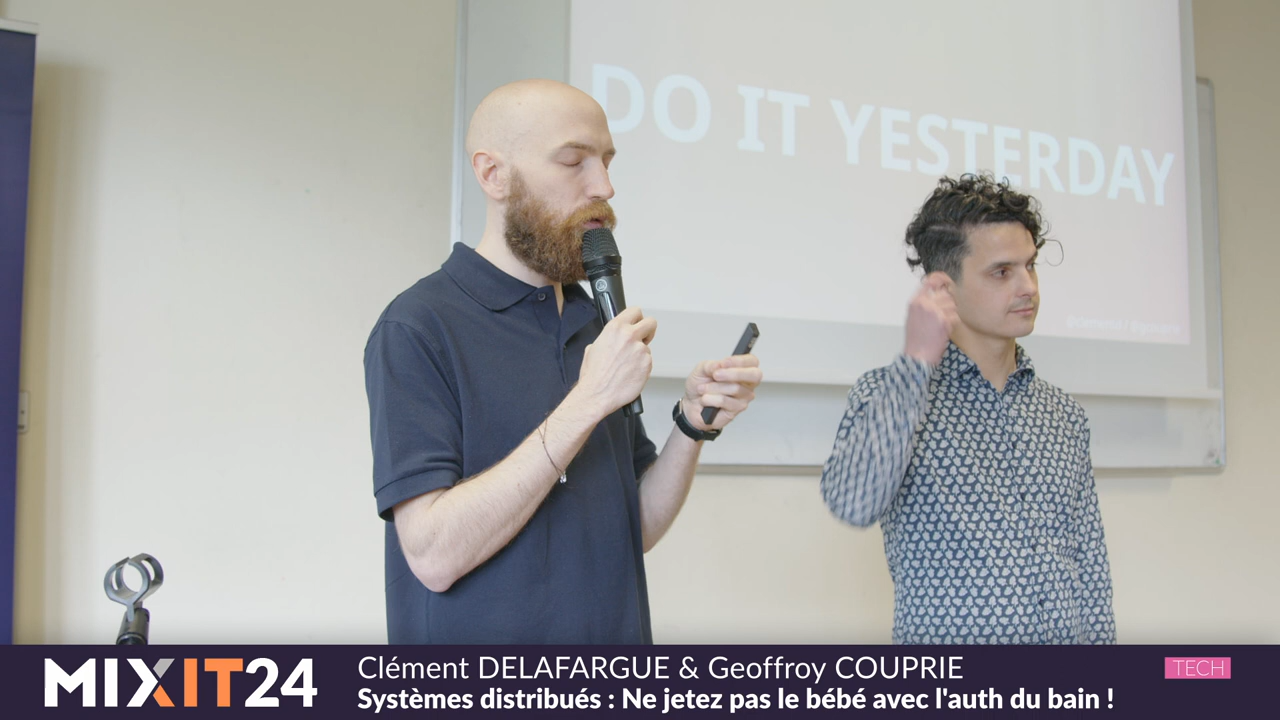 DO IT YESTERDAY
MIXIT24
Clément DELAFARGUE & Geoffroy COUPRIE
TECH
Systèmes distribués : Ne jetez pas le bébé avec l'auth du bain !